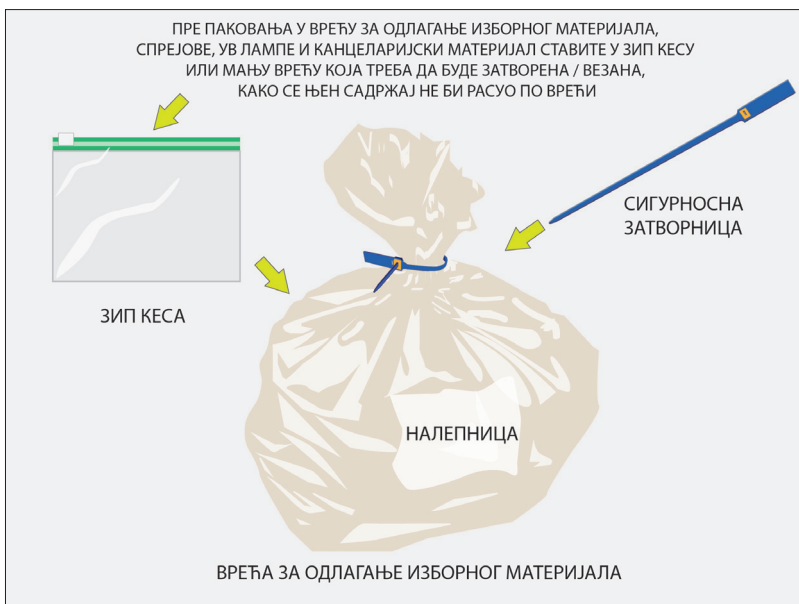 ПРЕ ПАКОВАЊА У ВРЕЋУ ЗА ОДЛАГАЊЕ ИЗБОРНОГ МАТЕРИЈАЛА,
СПРЕЈОВЕ, УВ ЛАМПЕ И КАНЦЕЛАРИЈСКИ МАТЕРИЈАЛ СТАВИТЕ У ЗИП КЕСУ
ИЛИ МАЊУ ВРЕЋУ КОЈА ТРЕБА ДА БУДЕ ЗАТВОРЕНА / ВЕЗАНА,
КАКО СЕ ЊЕН САДРЖАЈ НЕ БИ РАСУО ПО ВРЕЋИ
СИГУРНОСНА
ЗАТВОРНИЦА
ЗИП КЕСА
НАЛЕПНИЦА
ВРЕЋА ЗА ОДЛАГАЊЕ ИЗБОРНОГ МАТЕРИЈАЛА